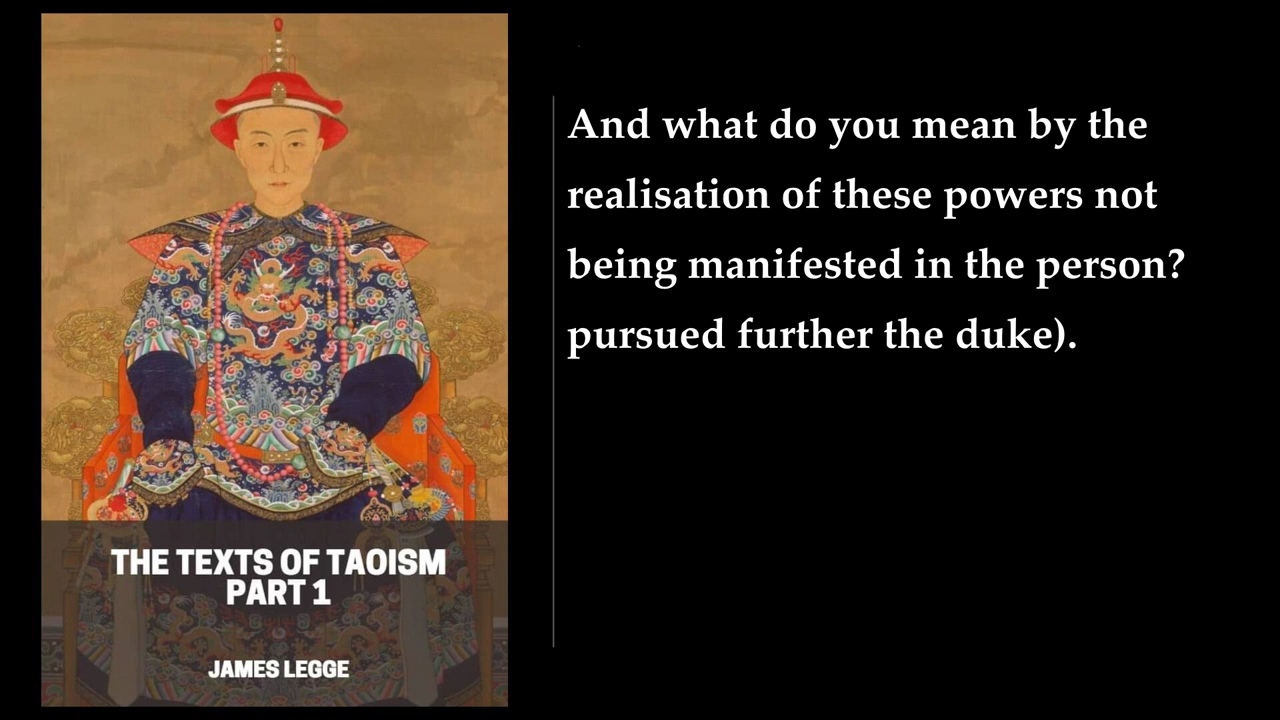 THE TEXTS OF TAOISM
PART 1
JAMES LEGGE
And what do you mean by the
realisation of these powers not
being manifested in the person?
pursued further the duke).